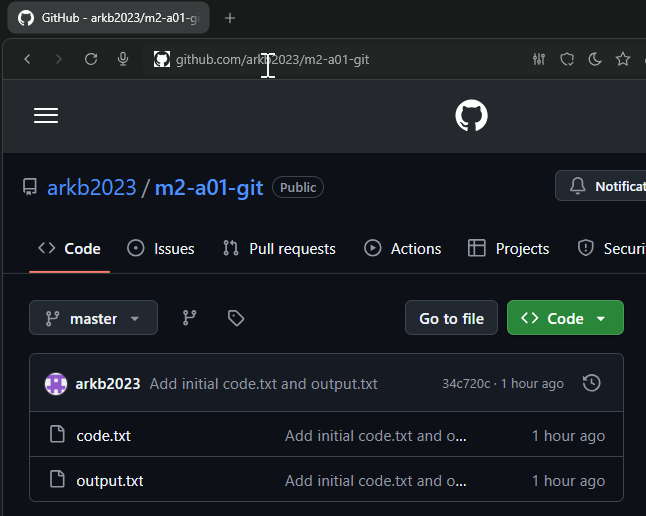 GitHub - arkb2023/m2-a01-gi
github.com/arkb2023/m2-a01-git
arkb2023 / m2-a01-git Public
Notificat
Code Issues Pull requests Actions Projects Securi
master Go to file Code
arkb2023 Add initial code.txt and output.txt 34c720c · 1 hour ago
code.txt Add initial code.txt and o... 1 hour ago
output.txt Add initial code.txt and o... 1 hour ago